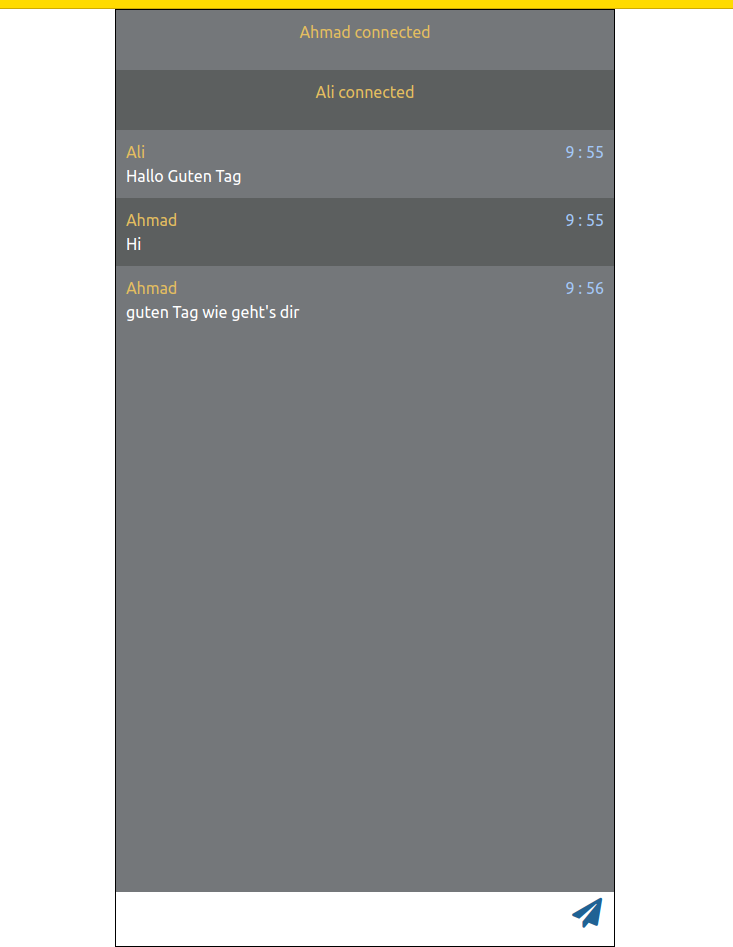 Ahmad connected
Ali connected
Ali 9 : 55
Hallo Guten Tag
Ahmad 9 : 55
Hi
Ahmad 9 : 56
guten Tag wie geht's dir